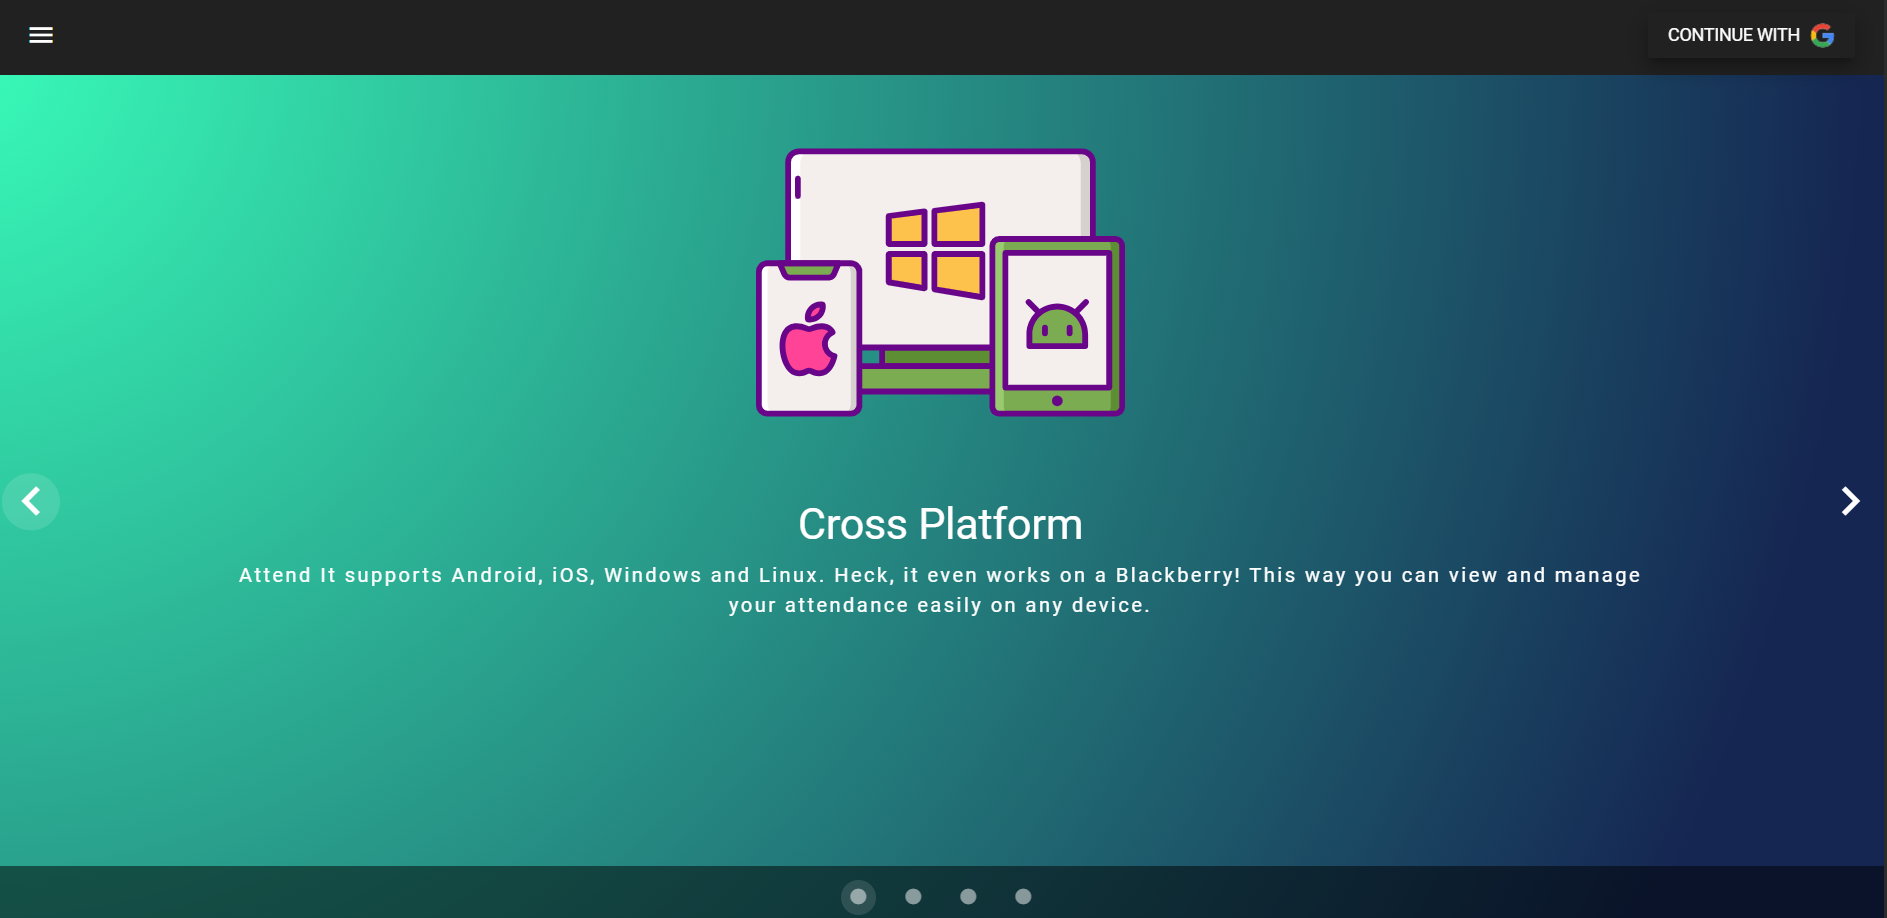 CONTINUE WITH
Cross Platform
Attend It supports Android, iOS, Windows and Linux. Heck, it even works on a Blackberry! This way you can view and manage
your attendance easily on any device.